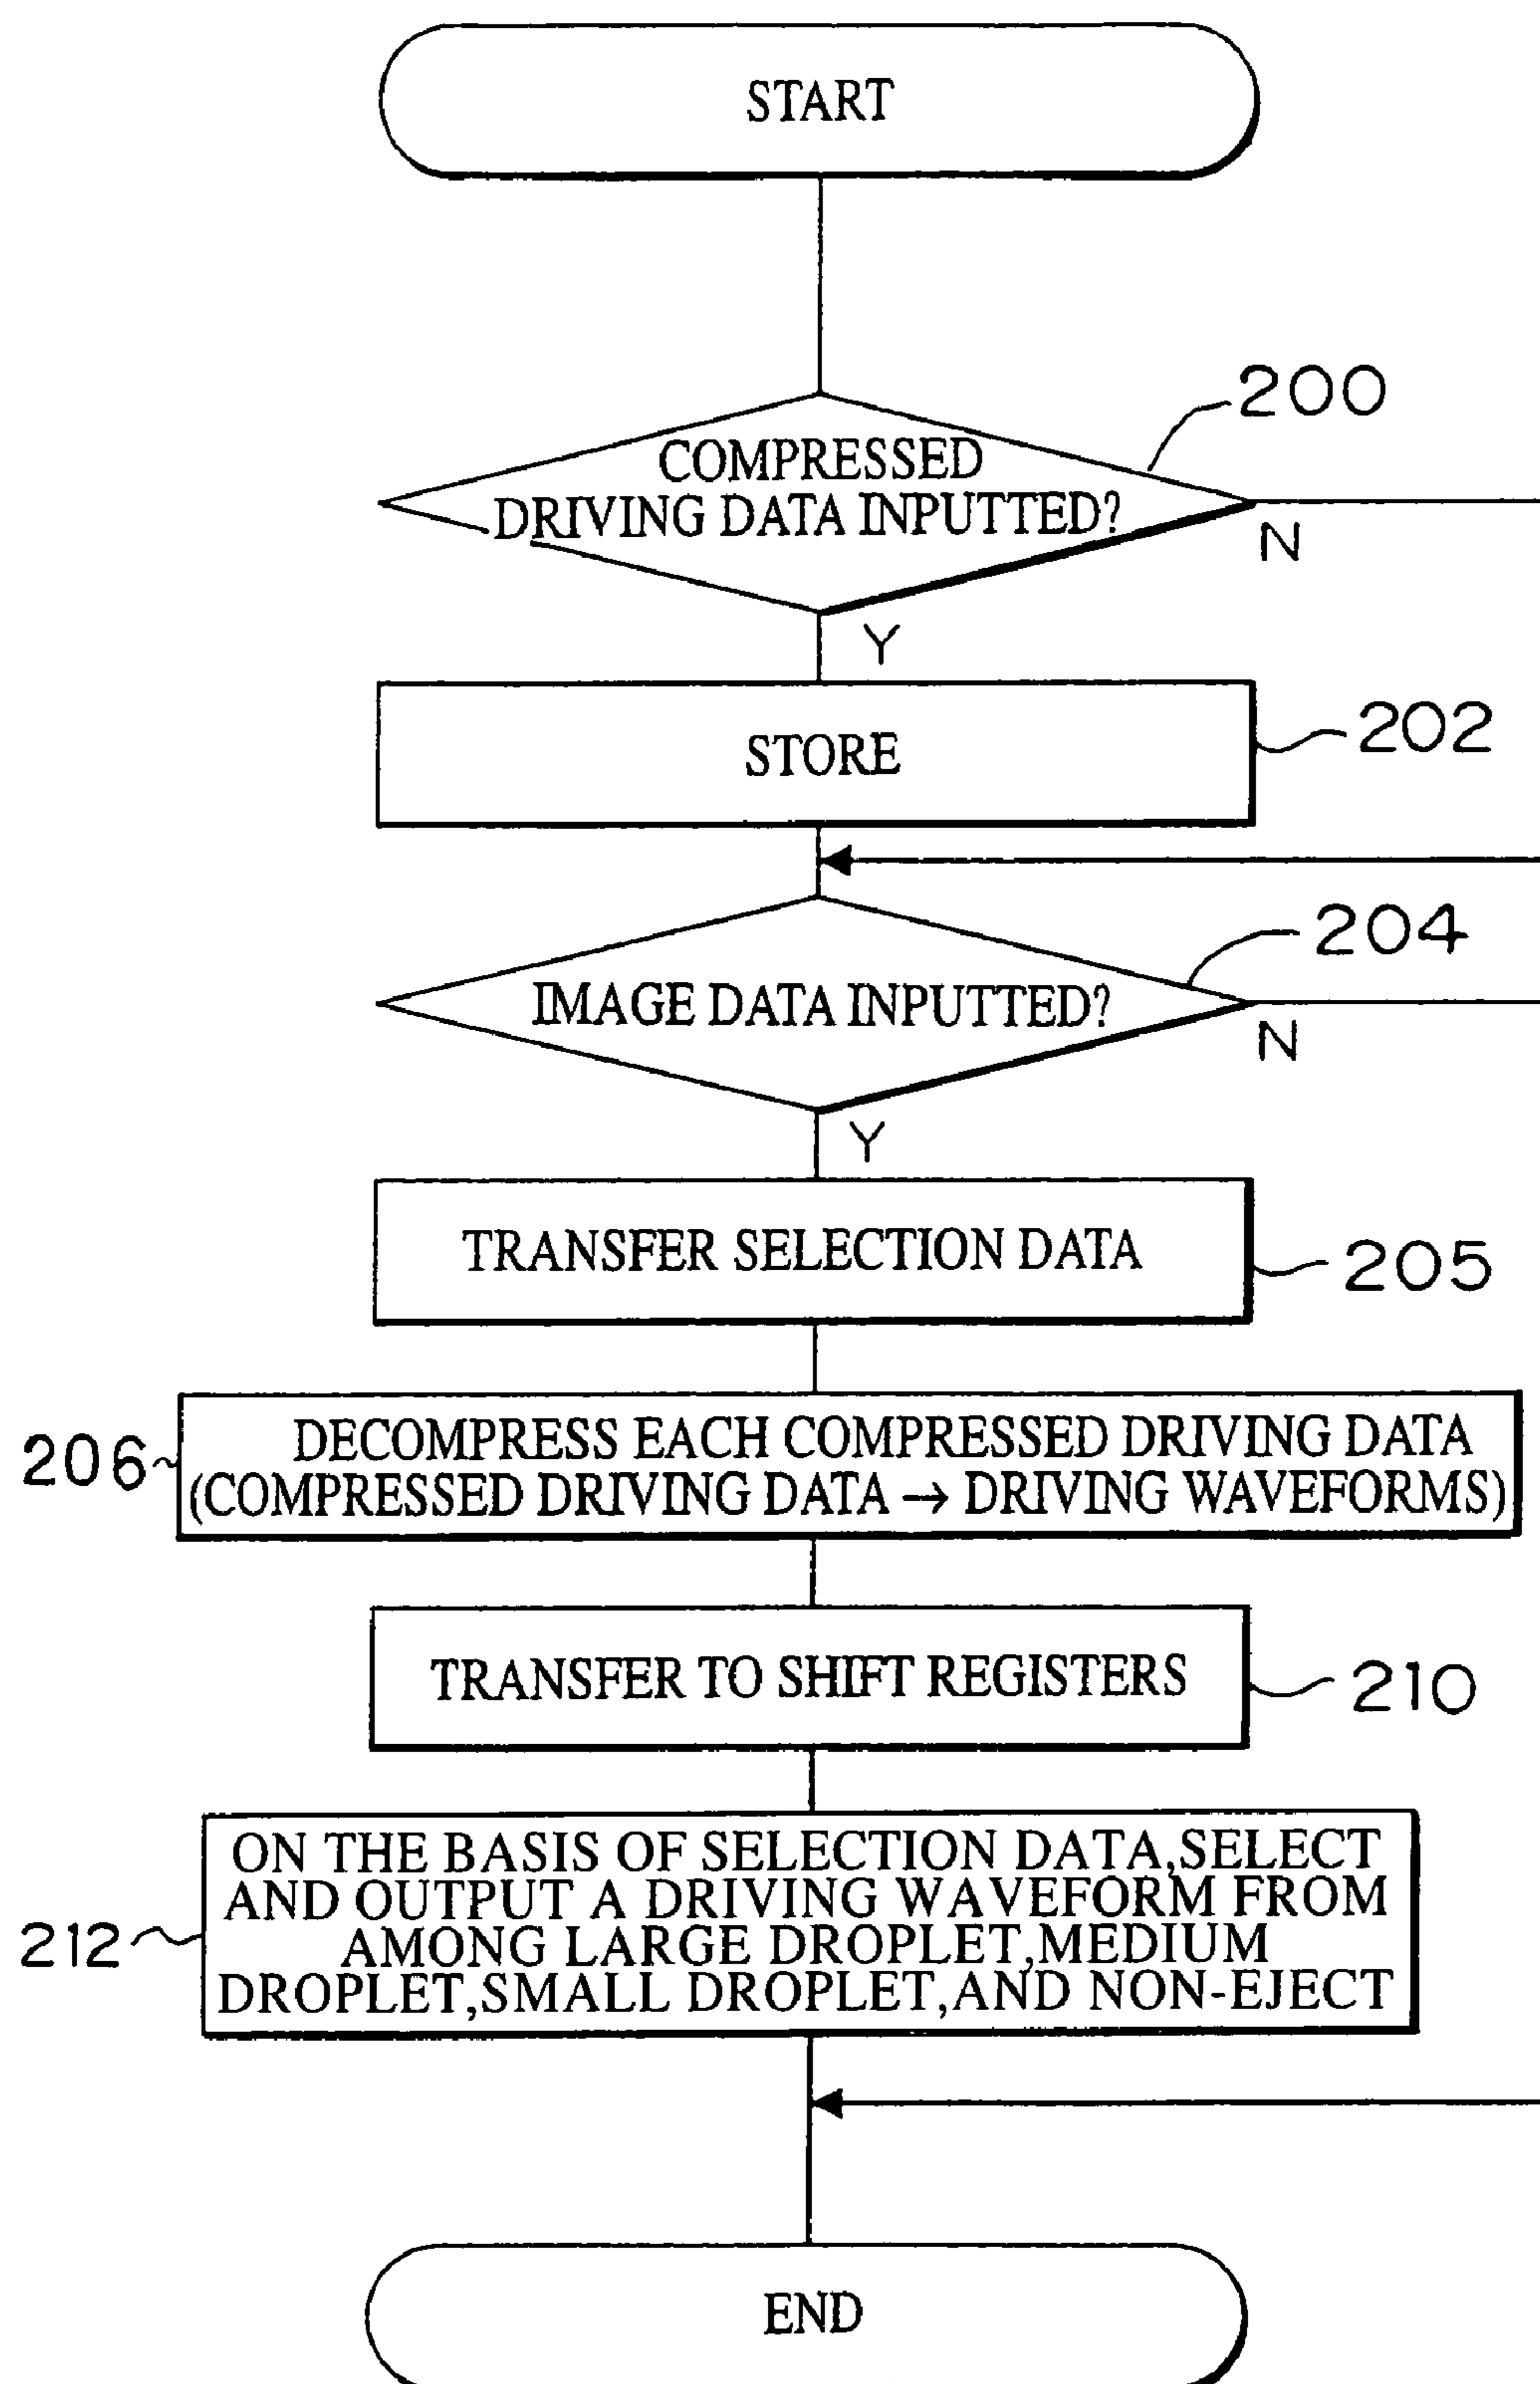 START
200
COMPRESSED
DRIVING DATA INPUTTED?
N
Y
STORE
202
204
IMAGE DATA INPUTTED?
N
Y
TRANSFER SELECTION DATA
205
206
DECOMPRESS EACH COMPRESSED DRIVING DATA
(COMPRESSED DRIVING DATA → DRIVING WAVEFORMS)
TRANSFER TO SHIFT REGISTERS
210
212
ON THE BASIS OF SELECTION DATA,SELECT
AND OUTPUT A DRIVING WAVEFORM FROM
AMONG LARGE DROPLET,MEDIUM
DROPLET,SMALL DROPLET,AND NON-EJECT
END